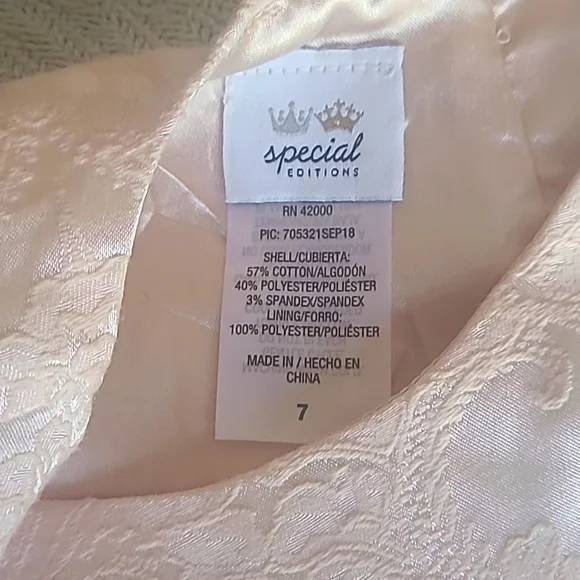 special
EDITIONS
RN 42000
PIC: 705321SEP18
SHELL/CUBIERTA:
57% COTTON/ALGODÓN
40% POLYESTER/POLIÉSTER
3% SPANDEX/SPANDEX
LINING/FORRO:
100% POLYESTER/POLIÉSTER
MADE IN / HECHO EN
CHINA
7